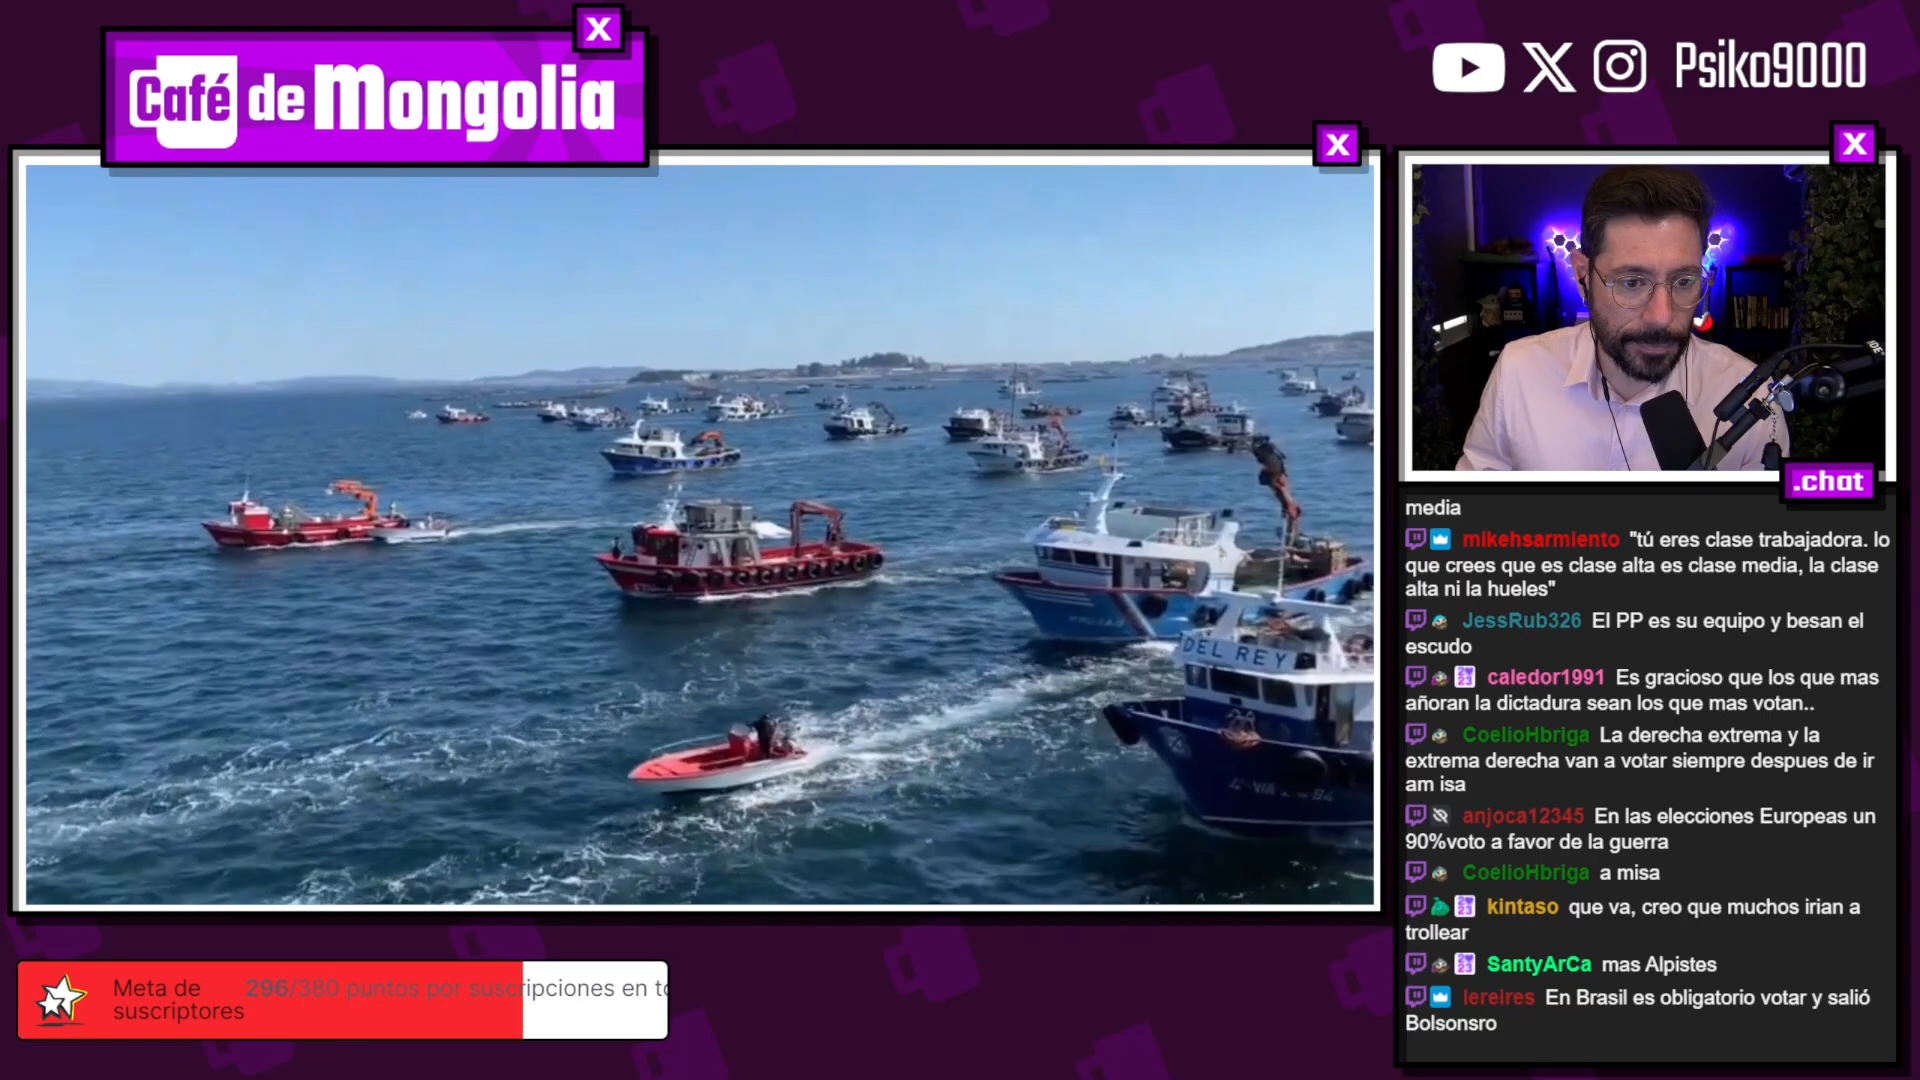 Café de Mongolia
X
Psiko9000
X
X
DEL REY
.chat
media
mikehsarmiento "tú eres clase trabajadora. lo
que crees que es clase alta es clase media, la clase
alta ni la hueles"
JessRub326 El PP es su equipo y besan el
escudo
caledor1991 Es gracioso que los que mas
añoran la dictadura sean los que mas votan..
CoelioHbriga La derecha extrema y la
extrema derecha van a votar siempre despues de ir
am isa
anjoca12345 En las elecciones Europeas un
90%voto a favor de la guerra
CoelioHbriga a misa
kintaso que va, creo que muchos irian a
trollear
SantyArCa mas Alpistes
lereires En Brasil es obligatorio votar y salió
Bolsonsro
Meta de
suscriptores
296/380 puntos por suscripciones en to